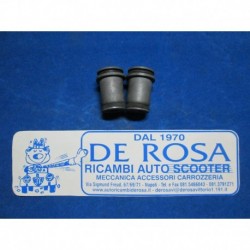 DAL 1970
DE ROSA
RICAMBI AUTO SCOOTER
MECCANICA ACCESSORI CARROZZERIA